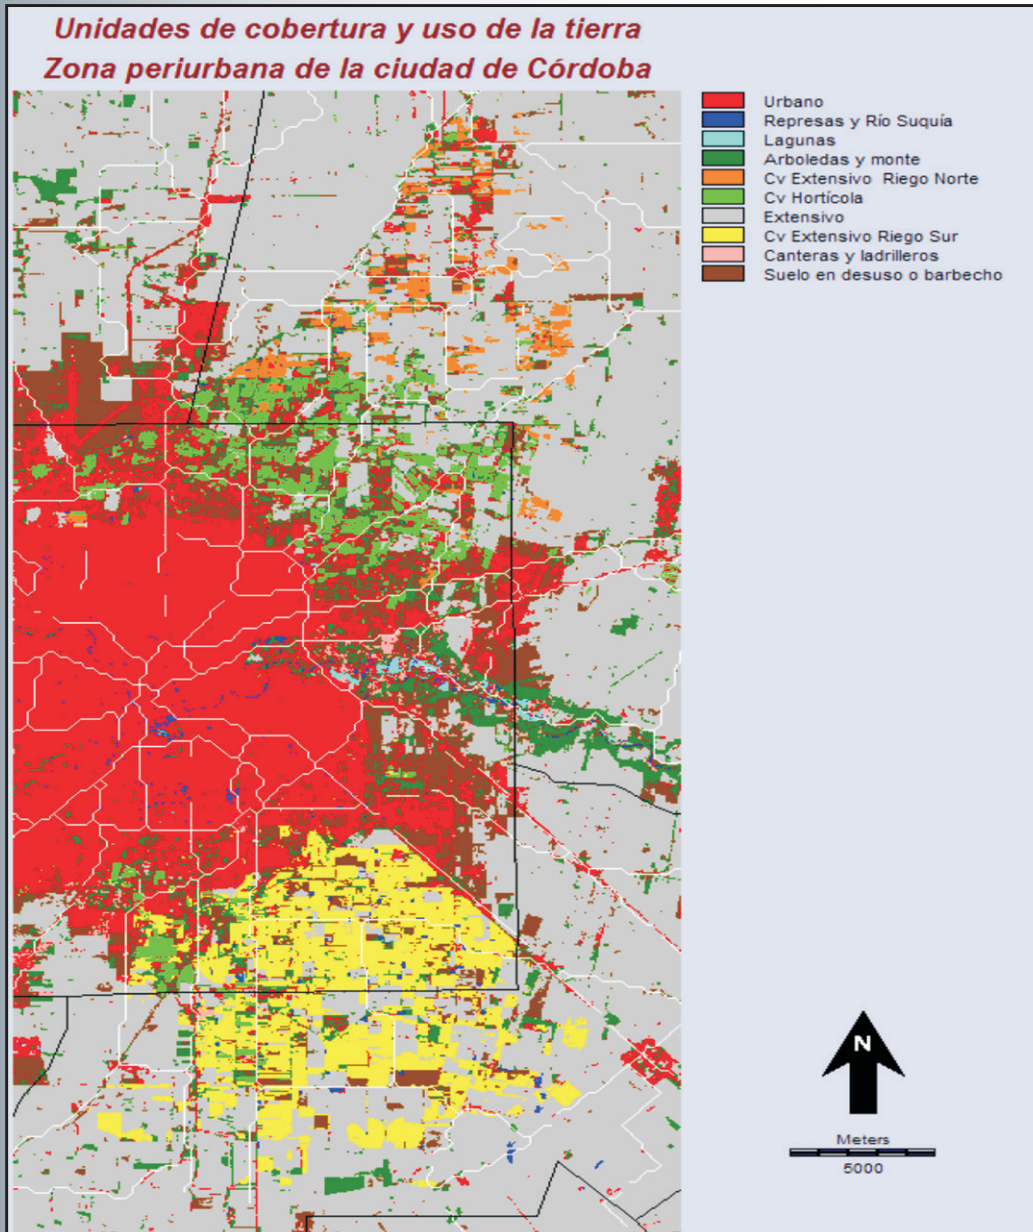 Unidades de cobertura y uso de la tierra
Zona periurbana de la ciudad de Córdoba
Urbano
Represas y Río Suquía
Lagunas
Arboledas y monte
Cv Extensivo Riego Norte
Cv Hortícola
Extensivo
Cv Extensivo Riego Sur
Canteras y ladrilleros
Suelo en desuso o barbecho
N
Meters
5000